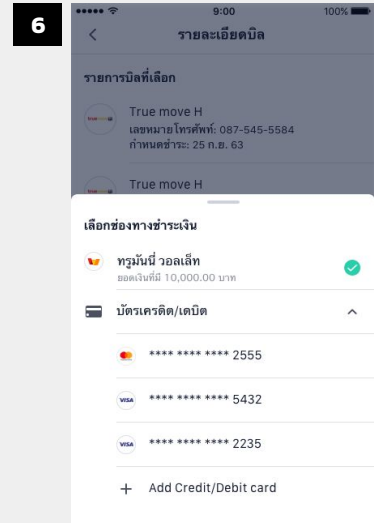 6
9:00
100%
รายละเอียดบิล
รายการบิลที่เลือก
True move H
เลขหมายโทรศัพท์: 087-545-5584
กำหนดชำระ: 25 ก.ย. 63
True move H
เลือกช่องทางชำระเงิน
ทรูมันนี่ วอลเล็ท
ยอดเงินที่มี 10,000.00 บาท
บัตรเครดิต/เดบิต
**** **** **** 2555
VISA **** **** **** 5432
VISA **** **** **** 2235
+ Add Credit/Debit card